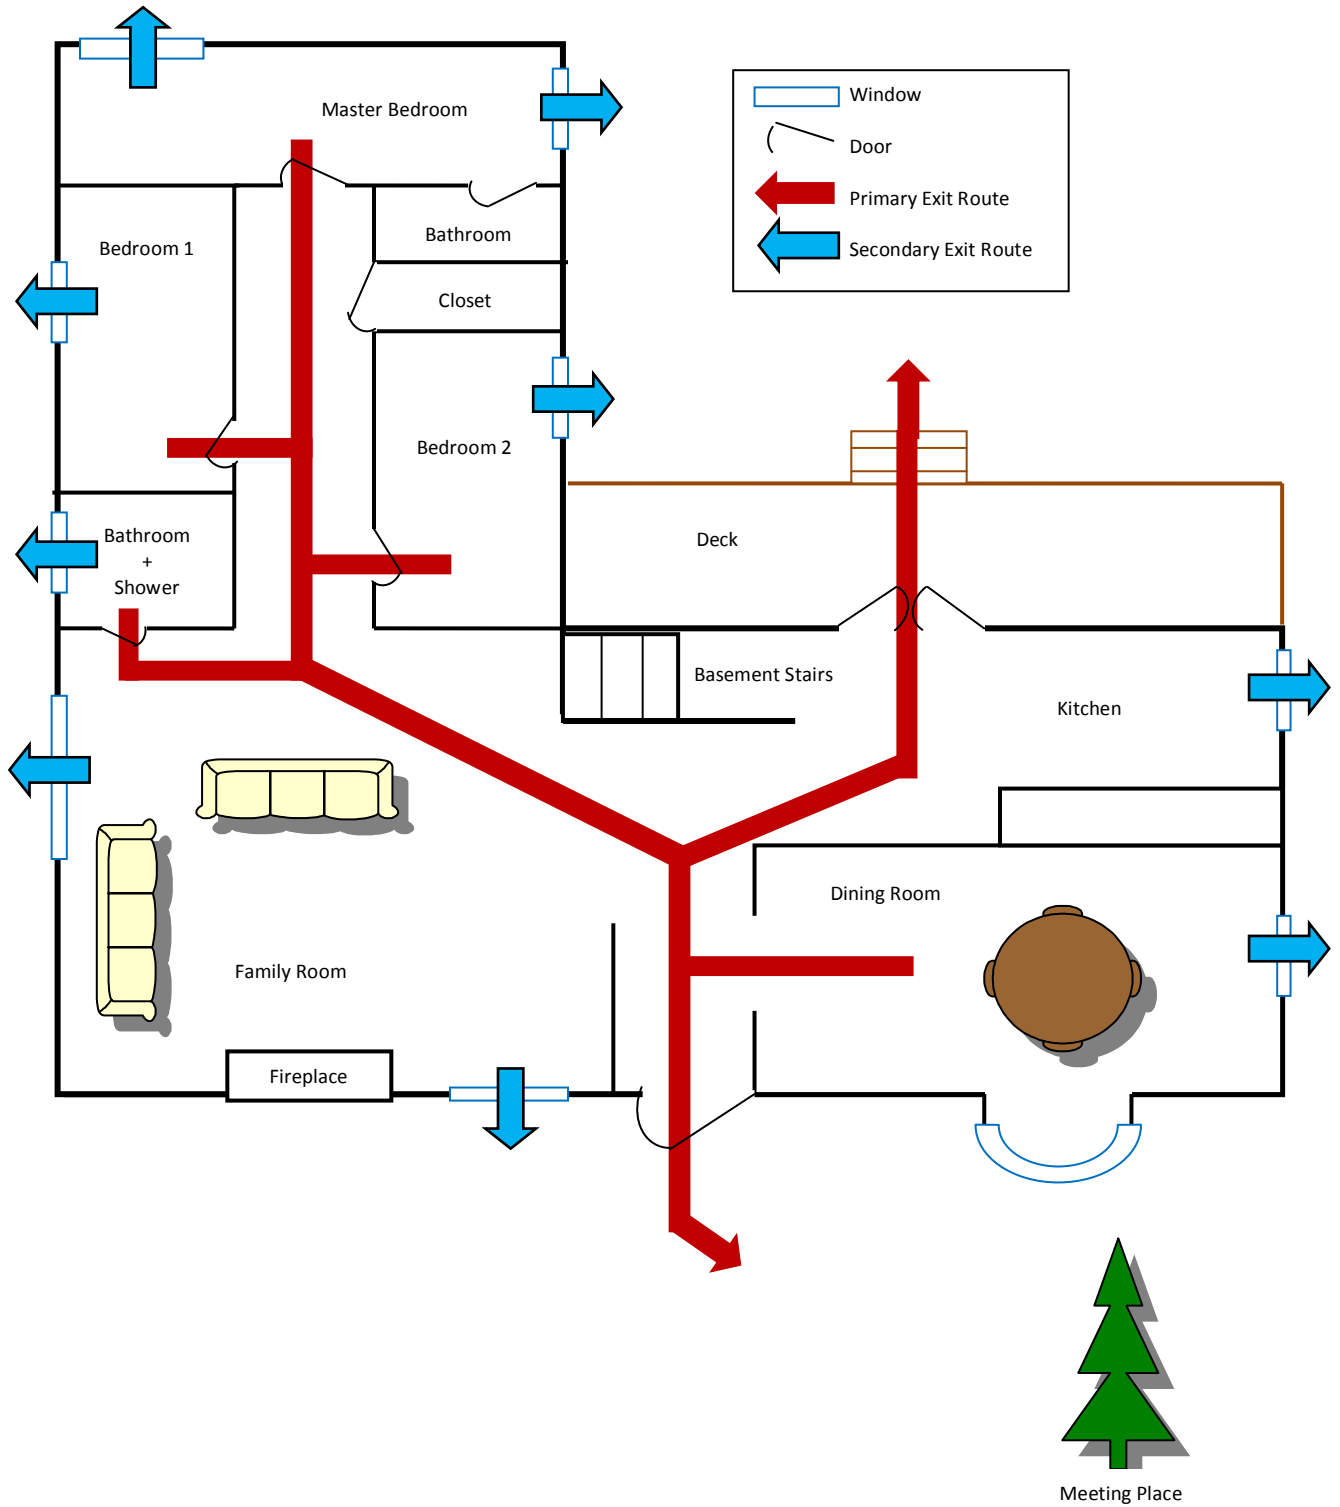 Master Bedroom
Window
Door
Primary Exit Route
Secondary Exit Route
Bedroom 1
Bathroom
Closet
Bedroom 2
Bathroom
+
Shower
Deck
Basement Stairs
Kitchen
Dining Room
Family Room
Fireplace
Meeting Place